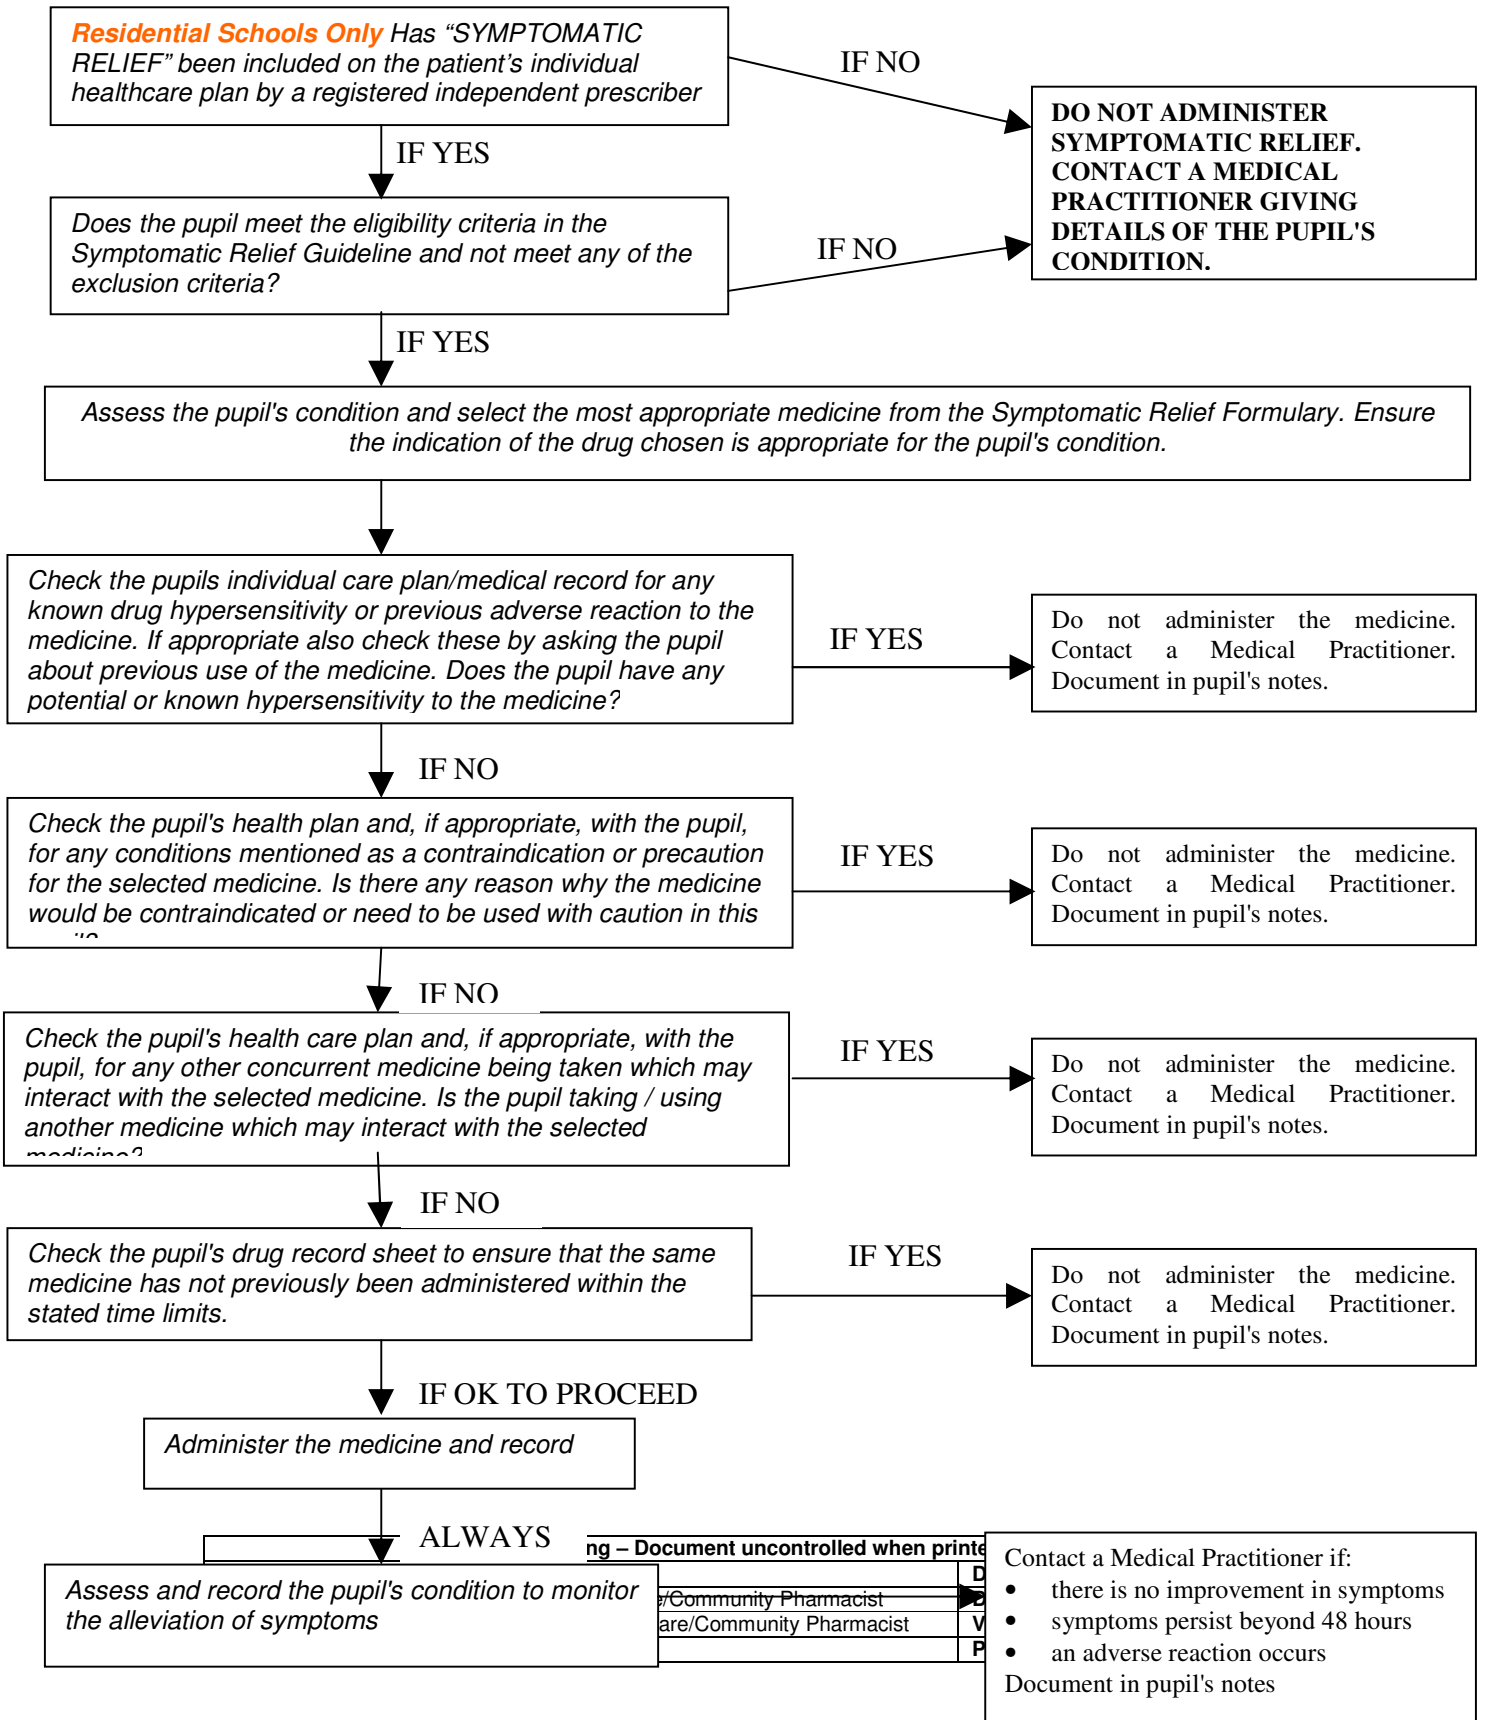 Residential Schools Only Has “SYMPTOMATIC
RELIEF” been included on the patient’s individual
healthcare plan by a registered independent prescriber
IF NO
DO NOT ADMINISTER
SYMPTOMATIC RELIEF.
CONTACT A MEDICAL
PRACTITIONER GIVING
DETAILS OF THE PUPIL'S
CONDITION.
IF YES
Does the pupil meet the eligibility criteria in the
Symptomatic Relief Guideline and not meet any of the
exclusion criteria?
IF NO
IF YES
Assess the pupil's condition and select the most appropriate medicine from the Symptomatic Relief Formulary. Ensure
the indication of the drug chosen is appropriate for the pupil's condition.
Check the pupils individual care plan/medical record for any
known drug hypersensitivity or previous adverse reaction to the
medicine. If appropriate also check these by asking the pupil
about previous use of the medicine. Does the pupil have any
potential or known hypersensitivity to the medicine?
IF YES
Do not administer the medicine.
Contact a Medical Practitioner.
Document in pupil's notes.
IF NO
Check the pupil's health plan and, if appropriate, with the pupil,
for any conditions mentioned as a contraindication or precaution
for the selected medicine. Is there any reason why the medicine
would be contraindicated or need to be used with caution in this
IF YES
Do not administer the medicine.
Contact a Medical Practitioner.
Document in pupil's notes.
IF NO
Check the pupil's health care plan and, if appropriate, with the
pupil, for any other concurrent medicine being taken which may
interact with the selected medicine. Is the pupil taking / using
another medicine which may interact with the selected
medicine?
IF YES
Do not administer the medicine.
Contact a Medical Practitioner.
Document in pupil's notes.
IF NO
Check the pupil's drug record sheet to ensure that the same
medicine has not previously been administered within the
stated time limits.
IF YES
Do not administer the medicine.
Contact a Medical Practitioner.
Document in pupil's notes.
IF OK TO PROCEED
Administer the medicine and record
ALWAYS
ng – Document uncontrolled when printe
D
e/Community Pharmacist
are/Community Pharmacist V
P
Assess and record the pupil's condition to monitor
the alleviation of symptoms
Contact a Medical Practitioner if:
• there is no improvement in symptoms
• symptoms persist beyond 48 hours
• an adverse reaction occurs
Document in pupil's notes